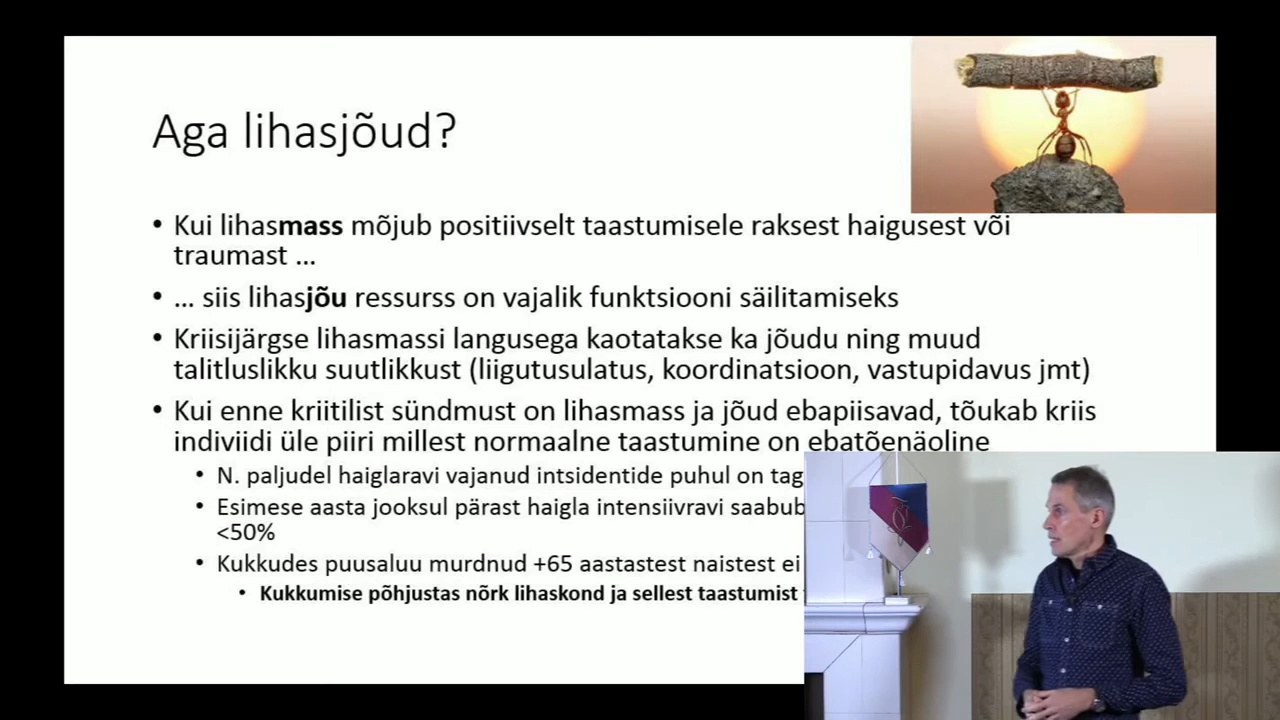 Aga lihasjõud?
• Kui lihasmass mõjub positiivselt taastumisele raksest haigusest või
traumast …
• … siis lihasjõu ressurss on vajalik funktsiooni säilitamiseks
• Kriisijärgse lihasmassi langusega kaotatakse ka jõudu ning muud
talitluslikku suutlikkust (liigutusulatus, koordinatsioon, vastupidavus jmt)
• Kui enne kriitilist sündmust on lihasmass ja jõud ebapiisavad, tõukab kriis
indiviidi üle piiri millest normaalne taastumine on ebatõenäoline
• N. paljudel haiglaravi vajanud intsidentide puhul on tag
• Esimese aasta jooksul pärast haigla intensiivravi saabub
<50%
• Kukkudes puusaluu murdnud +65 aastastest naistest ei
• Kukkumise põhjustas nõrk lihaskond ja sellest taastumist